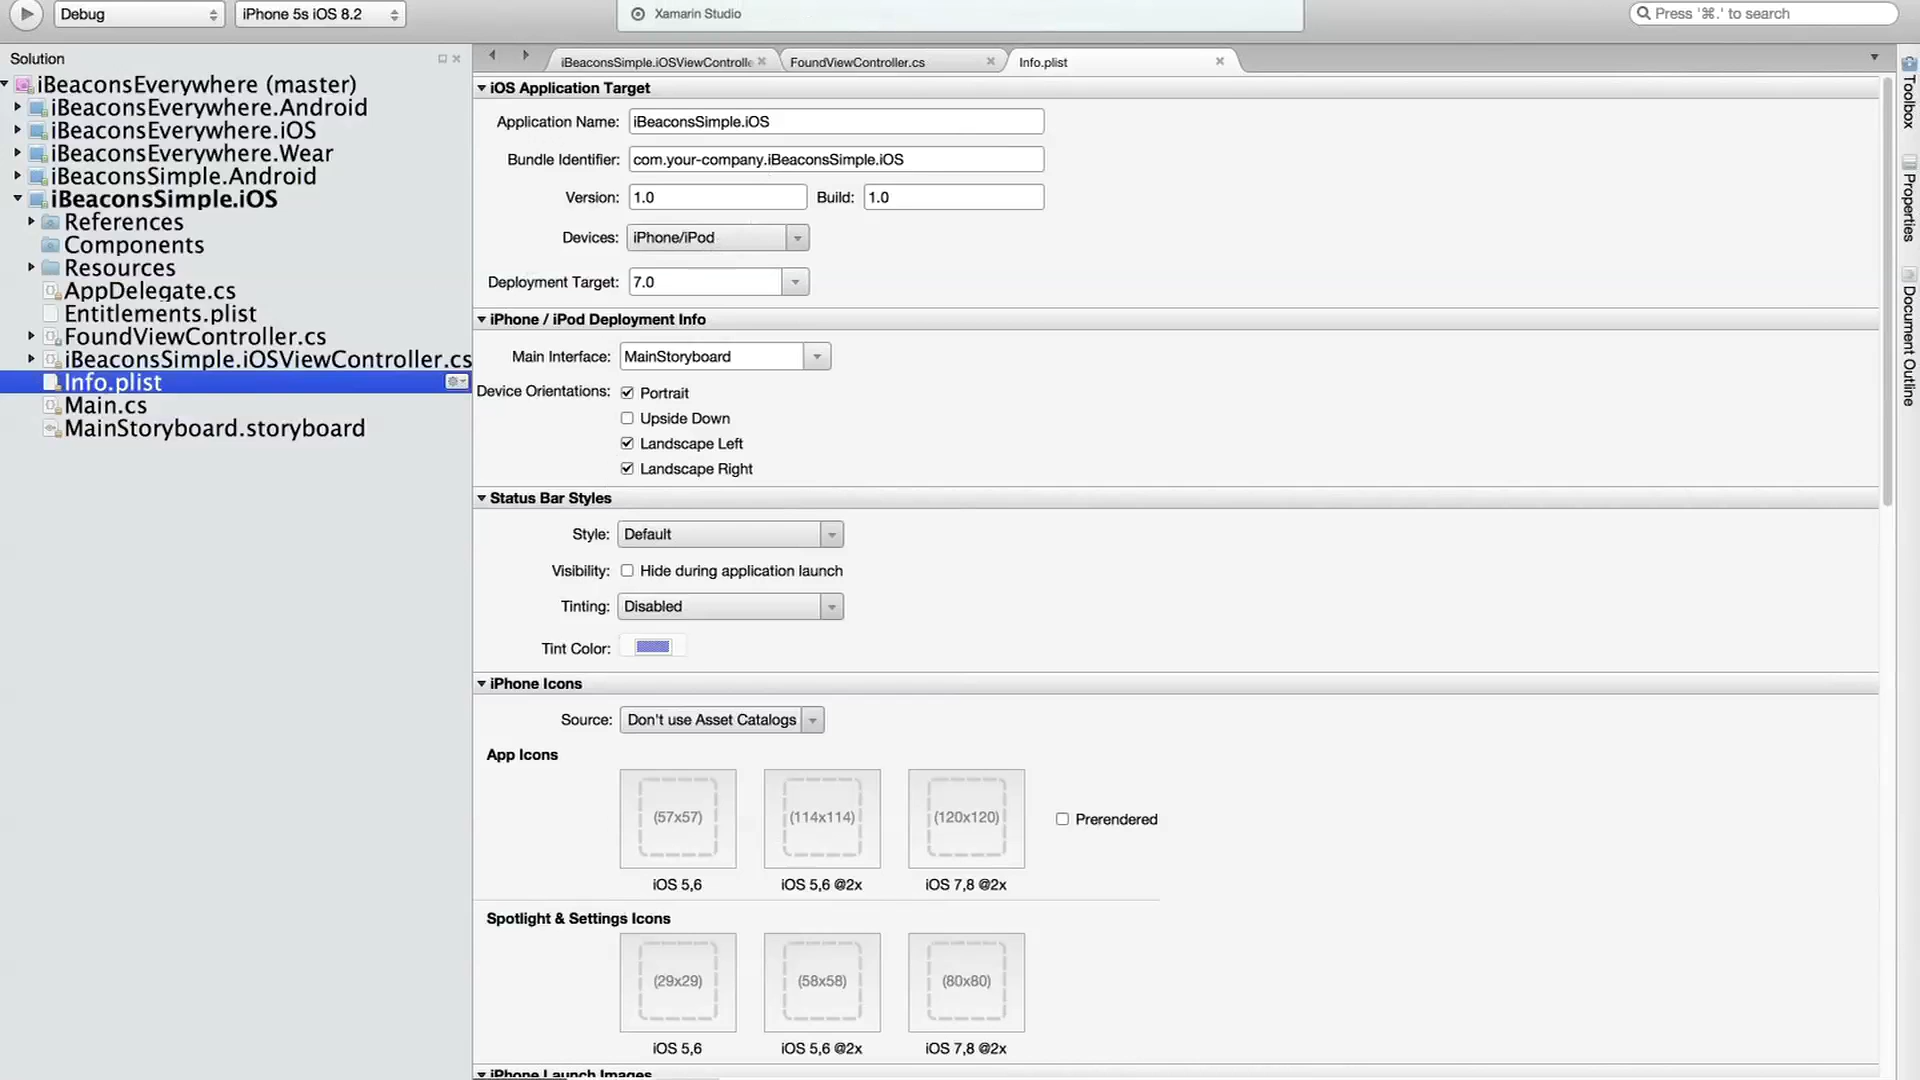 Debug
iPhone 5s iOS 8.2
Xamarin Studio
Press '⌘.' to search
Solution
iBeaconsEverywhere (master)
iBeaconsEverywhere.Android
iBeaconsEverywhere.iOS
iBeaconsEverywhere.Wear
iBeaconsSimple.Android
iBeaconsSimple.iOS
References
Components
Resources
AppDelegate.cs
Entitlements.plist
FoundViewController.cs
iBeaconsSimple.iOSViewController.cs
Info.plist
Main.cs
MainStoryboard.storyboard
iBeaconsSimple.iOSViewControlle
FoundViewController.cs
Info.plist
iOS Application Target
Application Name: iBeaconsSimple.iOS
Bundle Identifier: com.your-company.iBeaconsSimple.iOS
Version: 1.0 Build: 1.0
Devices: iPhone/iPod
Deployment Target: 7.0
iPhone / iPod Deployment Info
Main Interface: MainStoryboard
Device Orientations: Portrait
Upside Down
Landscape Left
Landscape Right
Status Bar Styles
Style: Default
Visibility: Hide during application launch
Tinting: Disabled
Tint Color:
iPhone Icons
Source: Don't use Asset Catalogs
App Icons
(57x57) (114x114) (120x120) Prerendered
iOS 5,6 iOS 5,6 @2x iOS 7,8 @2x
Spotlight & Settings Icons
(29x29) (58x58) (80x80)
iOS 5,6 iOS 5,6 @2x iOS 7,8 @2x
iPhone Launch Images
Toolbox
Properties
Document Outline